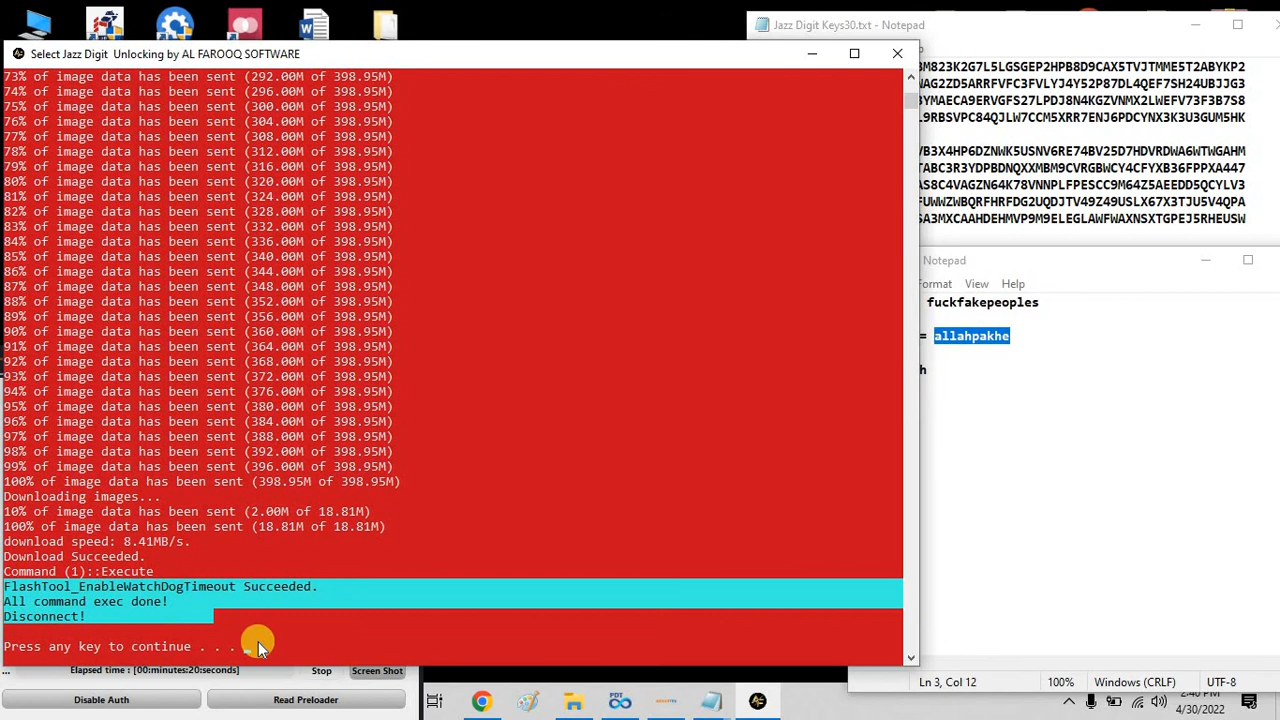 Jazz Digit Keys30.txt - Notepad
Select Jazz Digit  Unlocking by AL FAROOQ SOFTWARE
73% of image data has been sent (292.00M of 398.95M)
74% of image data has been sent (296.00M of 398.95M)
75% of image data has been sent (300.00M of 398.95M)
76% of image data has been sent (304.00M of 398.95M)
77% of image data has been sent (308.00M of 398.95M)
78% of image data has been sent (312.00M of 398.95M)
79% of image data has been sent (316.00M of 398.95M)
80% of image data has been sent (320.00M of 398.95M)
81% of image data has been sent (324.00M of 398.95M)
82% of image data has been sent (328.00M of 398.95M)
83% of image data has been sent (332.00M of 398.95M)
84% of image data has been sent (336.00M of 398.95M)
85% of image data has been sent (340.00M of 398.95M)
86% of image data has been sent (344.00M of 398.95M)
87% of image data has been sent (348.00M of 398.95M)
88% of image data has been sent (352.00M of 398.95M)
89% of image data has been sent (356.00M of 398.95M)
90% of image data has been sent (360.00M of 398.95M)
91% of image data has been sent (364.00M of 398.95M)
92% of image data has been sent (368.00M of 398.95M)
93% of image data has been sent (372.00M of 398.95M)
94% of image data has been sent (376.00M of 398.95M)
95% of image data has been sent (380.00M of 398.95M)
96% of image data has been sent (384.00M of 398.95M)
97% of image data has been sent (388.00M of 398.95M)
98% of image data has been sent (392.00M of 398.95M)
99% of image data has been sent (396.00M of 398.95M)
100% of image data has been sent (398.95M of 398.95M)
Downloading images...
10% of image data has been sent (2.00M of 18.81M)
100% of image data has been sent (18.81M of 18.81M)
download speed: 8.41MB/s.
Download Succeeded.
Command (1)::Execute
FlashTool_EnableWatchDogTimeout Succeeded.
All command exec done!
Disconnect!
Press any key to continue . . .
p
3M823K2G7L5LGSGEP2HPB8D9CAX5TVJTMME5T2ABYKP2
WAG2ZD5ARRFVFC3FVLYJ4Y52P87DL4QEF7SH24UBJJG3
BYMAECA9ERVGFS27LPDJ8N4KGZVNMX2LWEFV73F3B7S8
L9RBSVPC84QJLW7CCM5XRR7ENJ6PDCYNX3K3U3GUM5HK
VB3X4HP6DZNWK5USNV6RE74BV25D7HDVRDWA6WTWGAHM
TABC3R3YDPBDNQXXMBM9CVRGBWCY4CFYXB36FPPXA447
AS8C4VAGZN64K78VNNPLFPESCC9M64Z5AEEDD5QCYLV3
FUWWZWBQRFHRFDG2UQDJTV49Z49USLX67X3TJU5V4QPA
SA3MXCAAHDEHMVP9M9ELEGLAWFWAXNSXTGPEJ5RHEUSW
Notepad
Format View Help
fuckfakepeoples
= allahpakhe
h
... Elapsed time : [00:minutes:20:seconds] Stop Screen Shot
Disable Auth Read Preloader
Ln 3, Col 12 100% Windows (CRLF) UTF-8
2:40 PM
4/30/2022